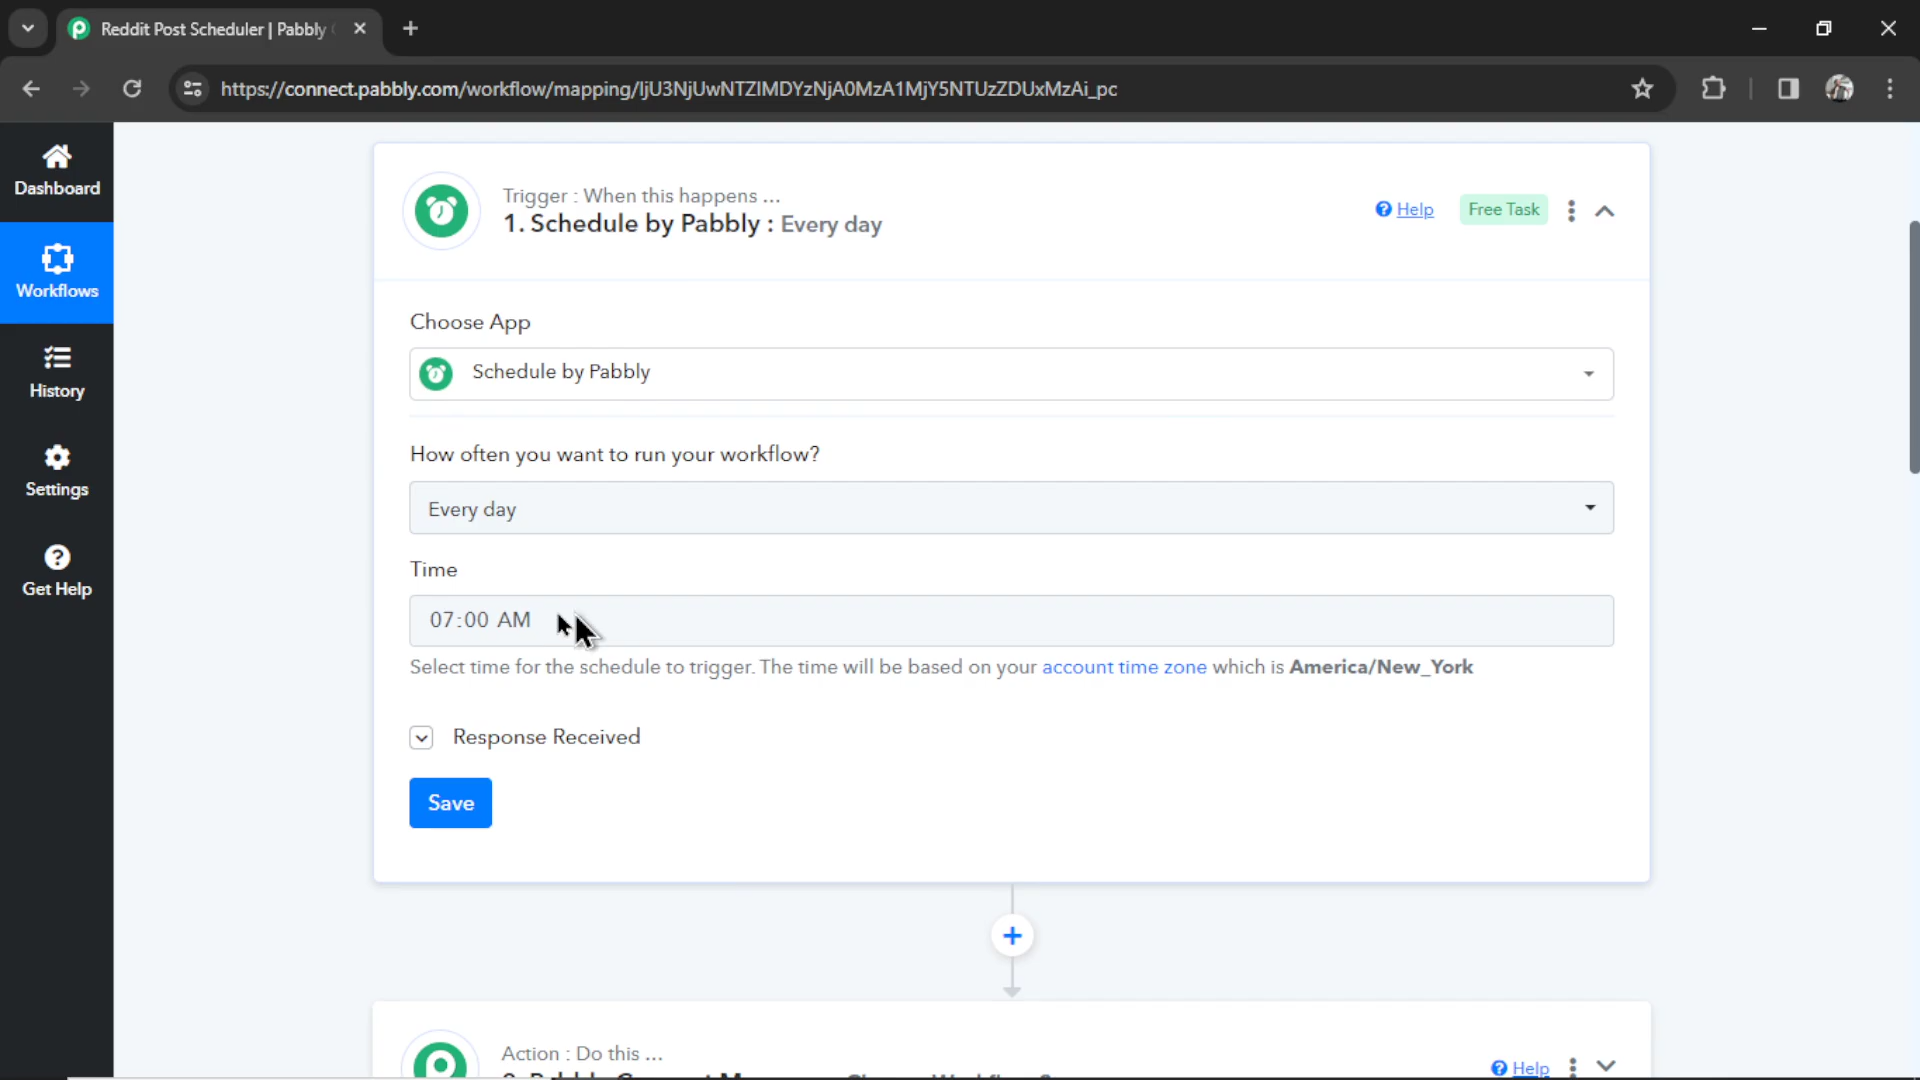 Reddit Post Scheduler | Pabbly
https://connect.pabbly.com/workflow/mapping/IjU3NjUwNTZlMDYzNjA0MzA1MjY5NTUzZDUxMzAi_pc
Dashboard
Workflows
History
Settings
Get Help
Trigger : When this happens ...
1. Schedule by Pabbly : Every day
Help
Free Task
Choose App
Schedule by Pabbly
How often you want to run your workflow?
Every day
Time
07:00 AM
Select time for the schedule to trigger. The time will be based on your account time zone which is America/New_York
Response Received
Save
Action : Do this ...
Help